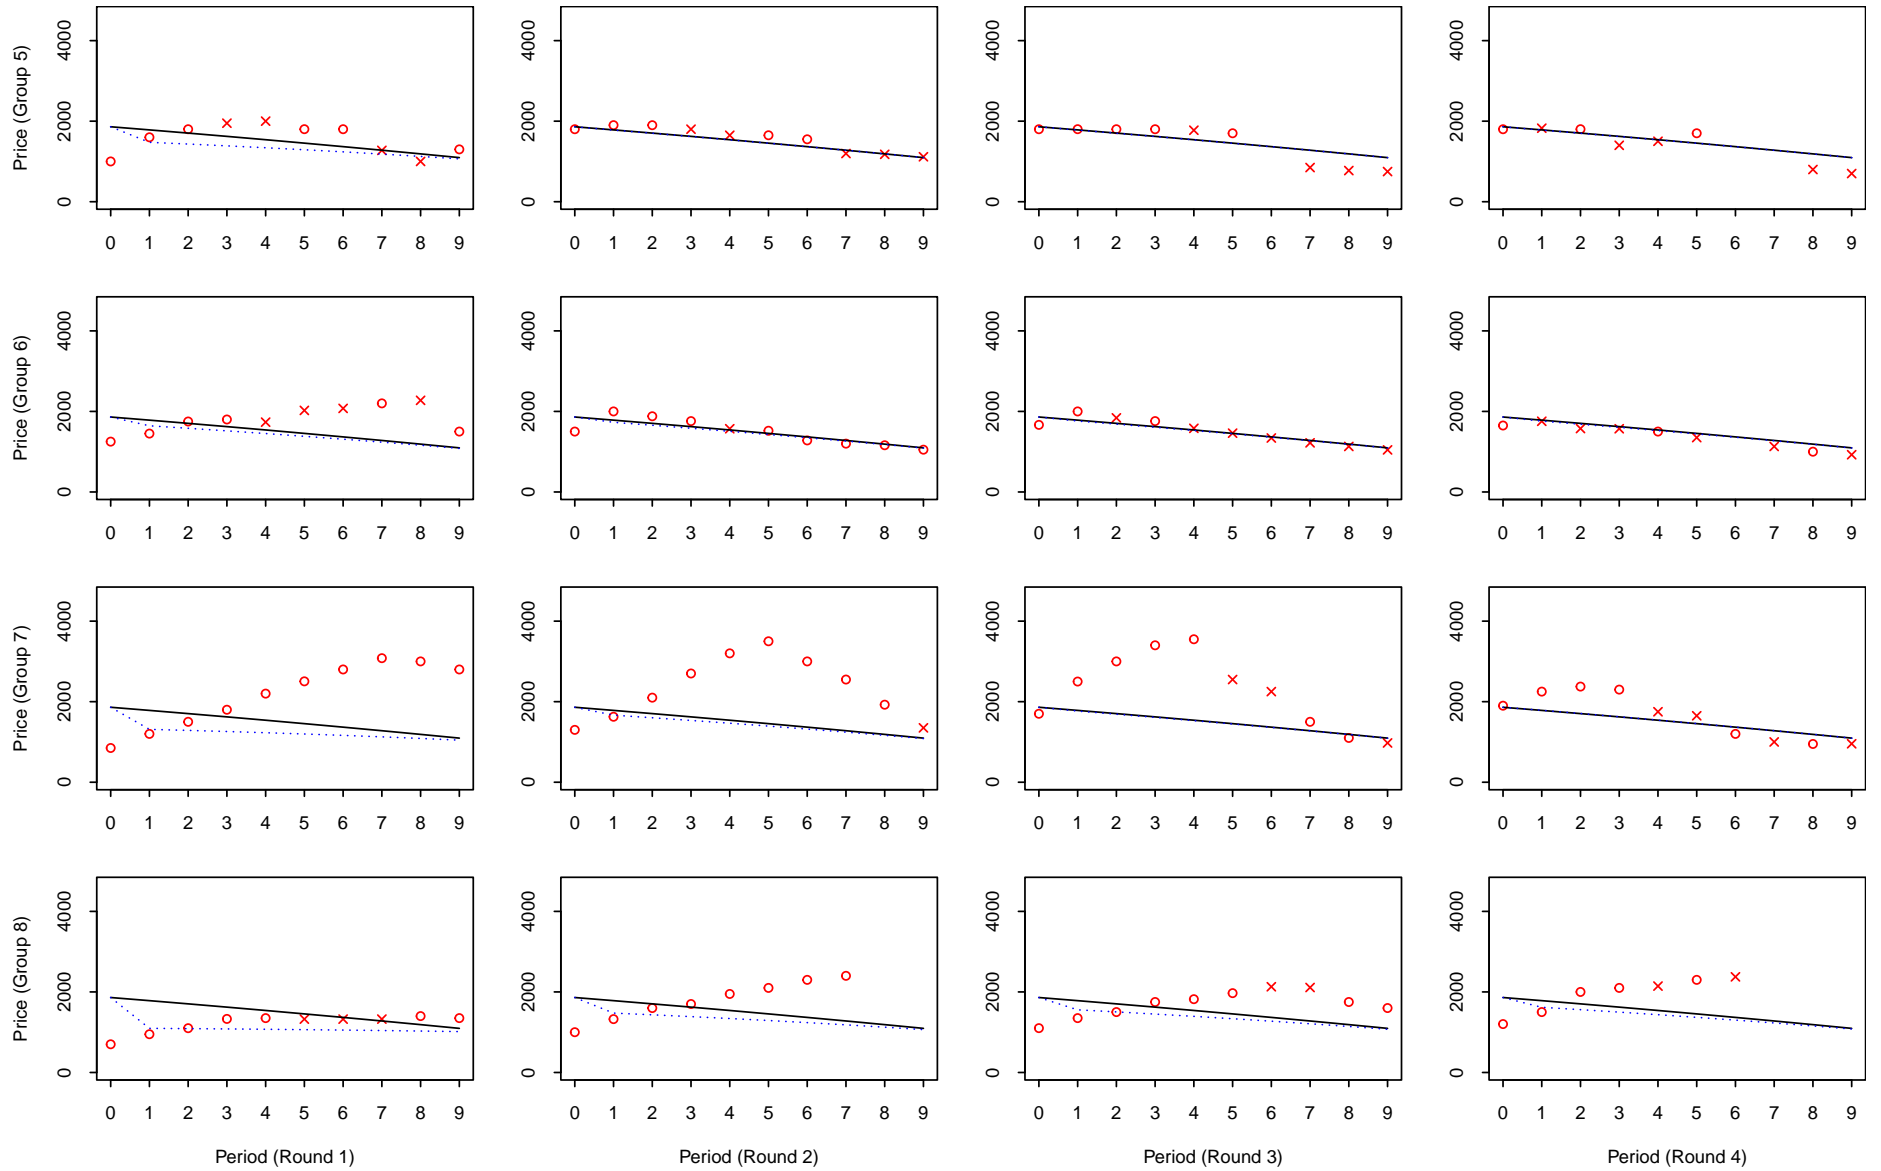 Price (Group 5)
4000 4000 4000 4000
2000 2000 2000 2000
0 0 0 0
0 1 2 3 4 5 6 7 8 9 0 1 2 3 4 5 6 7 8 9 0 1 2 3 4 5 6 7 8 9 0 1 2 3 4 5 6 7 8 9
Price (Group 6)
4000 4000 4000 4000
2000 2000 2000 2000
0 0 0 0
0 1 2 3 4 5 6 7 8 9 0 1 2 3 4 5 6 7 8 9 0 1 2 3 4 5 6 7 8 9 0 1 2 3 4 5 6 7 8 9
Price (Group 7)
4000 4000 4000 4000
2000 2000 2000 2000
0 0 0 0
0 1 2 3 4 5 6 7 8 9 0 1 2 3 4 5 6 7 8 9 0 1 2 3 4 5 6 7 8 9 0 1 2 3 4 5 6 7 8 9
Price (Group 8)
4000 4000 4000 4000
2000 2000 2000 2000
0 0 0 0
0 1 2 3 4 5 6 7 8 9 0 1 2 3 4 5 6 7 8 9 0 1 2 3 4 5 6 7 8 9 0 1 2 3 4 5 6 7 8 9
Period (Round 1) Period (Round 2) Period (Round 3) Period (Round 4)